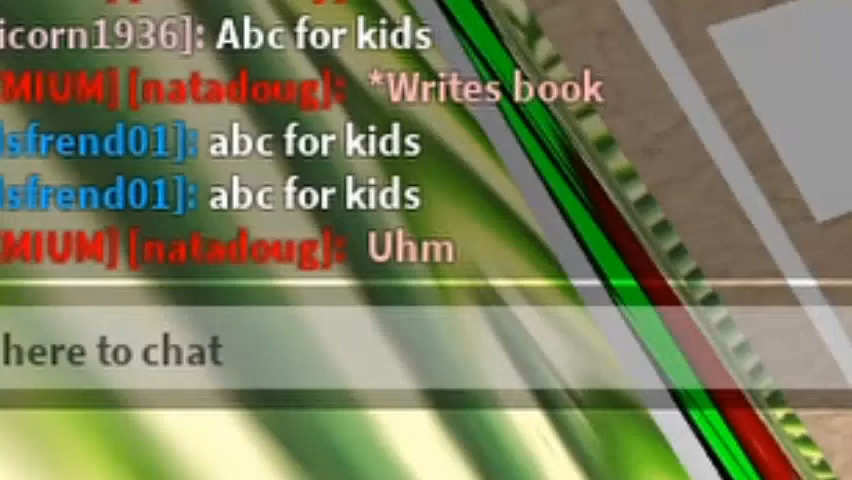 icorn1936]: Abc for kids
MIUM] [natadoug]: *Writes book
lsfrend01]: abc for kids
lsfrend01]: abc for kids
MIUM] [natadoug]: Uhm
here to chat